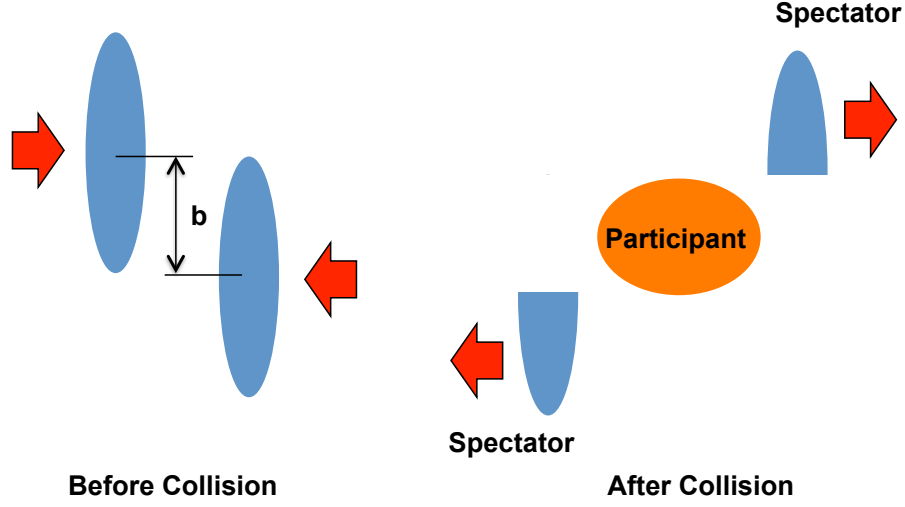 Spectator
b
Participant
Spectator
Before Collision
After Collision